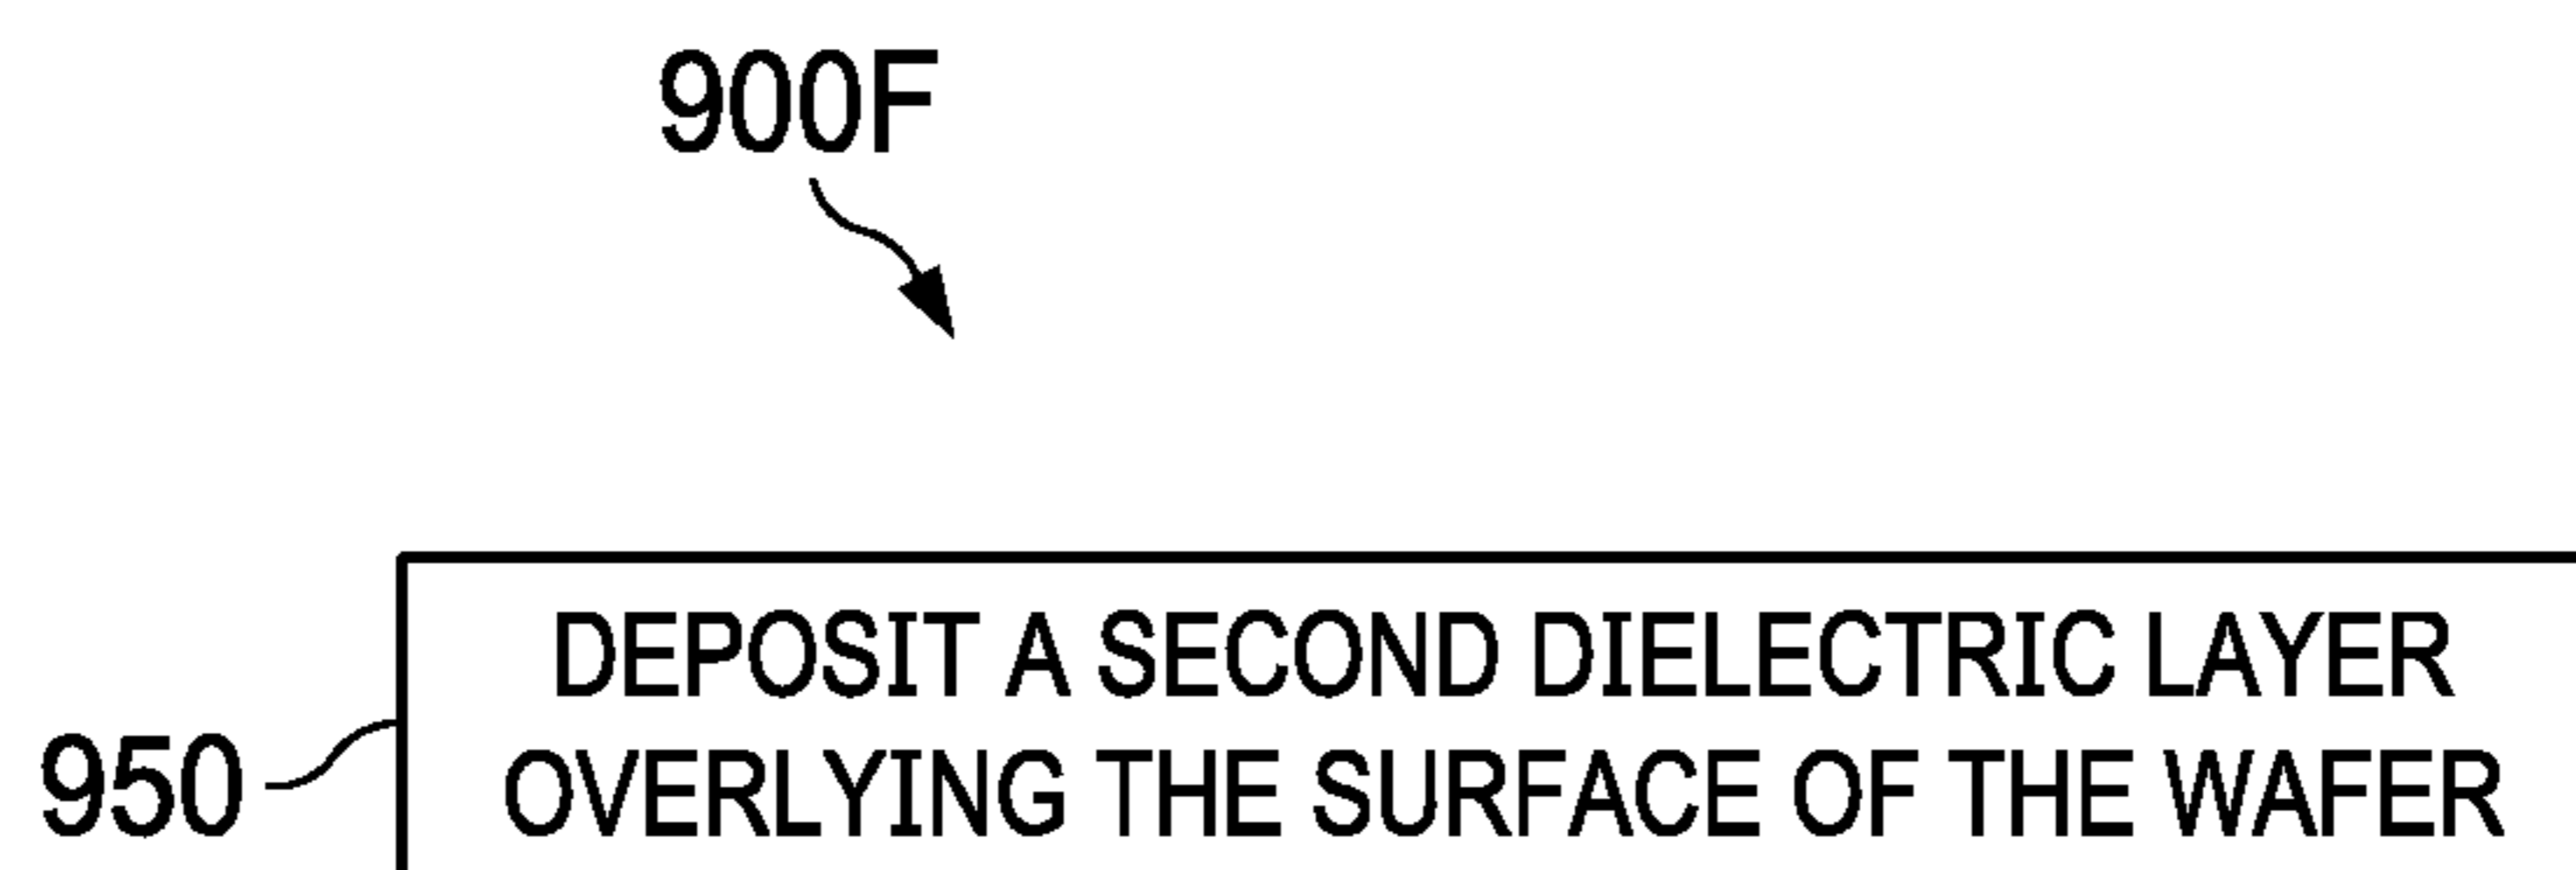 900F
DEPOSIT A SECOND DIELECTRIC LAYER
950 OVERLYING THE SURFACE OF THE WAFER